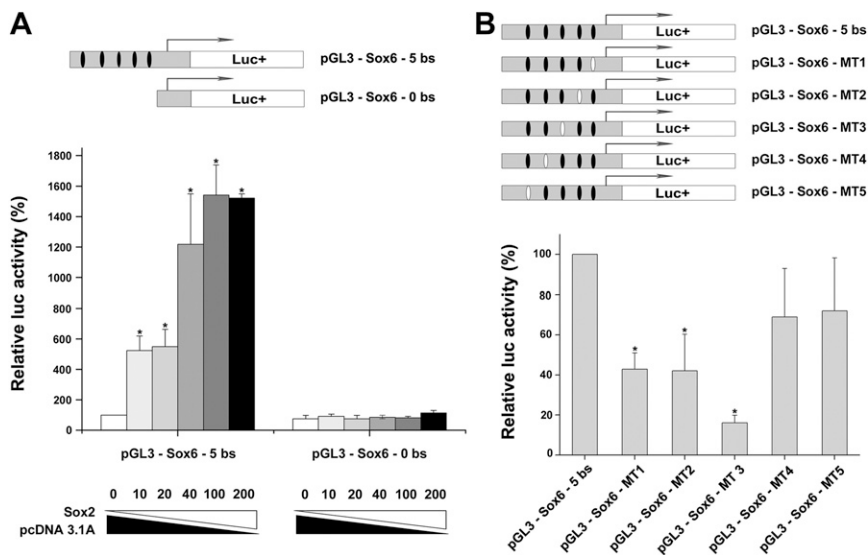 A
Luc+ pGL3 - Sox6 - 5 bs
Luc+ pGL3 - Sox6 - 0 bs
Relative luc activity (%)
1800
1600
1400
1200
1000
800
600
400
200
100
0
* * * * *
pGL3 - Sox6 - 5 bs pGL3 - Sox6 - 0 bs
0 10 20 40 100 200 0 10 20 40 100 200
Sox2
pcDNA 3.1A
B
Luc+ pGL3 - Sox6 - 5 bs
Luc+ pGL3 - Sox6 - MT1
Luc+ pGL3 - Sox6 - MT2
Luc+ pGL3 - Sox6 - MT3
Luc+ pGL3 - Sox6 - MT4
Luc+ pGL3 - Sox6 - MT5
Relative luc activity (%)
100
80
60
40
20
0
* * *
pGL3 - Sox6 - 5 bs
pGL3 - Sox6 - MT1
pGL3 - Sox6 - MT2
pGL3 - Sox6 - MT 3
pGL3 - Sox6 - MT4
pGL3 - Sox6 - MT5